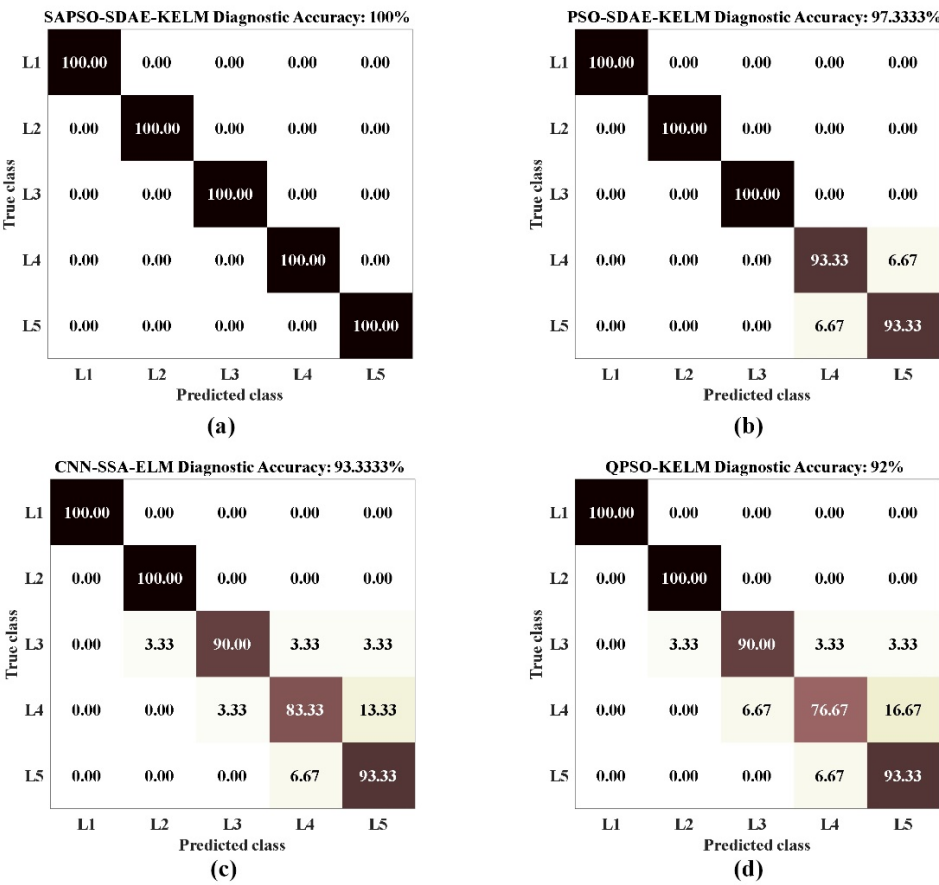 SAPSO-SDAE-KELM Diagnostic Accuracy: 100%
L1 100.00 0.00 0.00 0.00 0.00
L2 0.00 100.00 0.00 0.00 0.00
L3 0.00 0.00 100.00 0.00 0.00
L4 0.00 0.00 0.00 100.00 0.00
L5 0.00 0.00 0.00 0.00 100.00
True class
L1 L2 L3 L4 L5
Predicted class
(a)
PSO-SDAE-KELM Diagnostic Accuracy: 97.3333%
L1 100.00 0.00 0.00 0.00 0.00
L2 0.00 100.00 0.00 0.00 0.00
L3 0.00 0.00 100.00 0.00 0.00
L4 0.00 0.00 0.00 93.33 6.67
L5 0.00 0.00 0.00 6.67 93.33
True class
L1 L2 L3 L4 L5
Predicted class
(b)
CNN-SSA-ELM Diagnostic Accuracy: 93.3333%
L1 100.00 0.00 0.00 0.00 0.00
L2 0.00 100.00 0.00 0.00 0.00
L3 0.00 3.33 90.00 3.33 3.33
L4 0.00 0.00 3.33 83.33 13.33
L5 0.00 0.00 0.00 6.67 93.33
True class
L1 L2 L3 L4 L5
Predicted class
(c)
QPSO-KELM Diagnostic Accuracy: 92%
L1 100.00 0.00 0.00 0.00 0.00
L2 0.00 100.00 0.00 0.00 0.00
L3 0.00 3.33 90.00 3.33 3.33
L4 0.00 0.00 6.67 76.67 16.67
L5 0.00 0.00 0.00 6.67 93.33
True class
L1 L2 L3 L4 L5
Predicted class
(d)